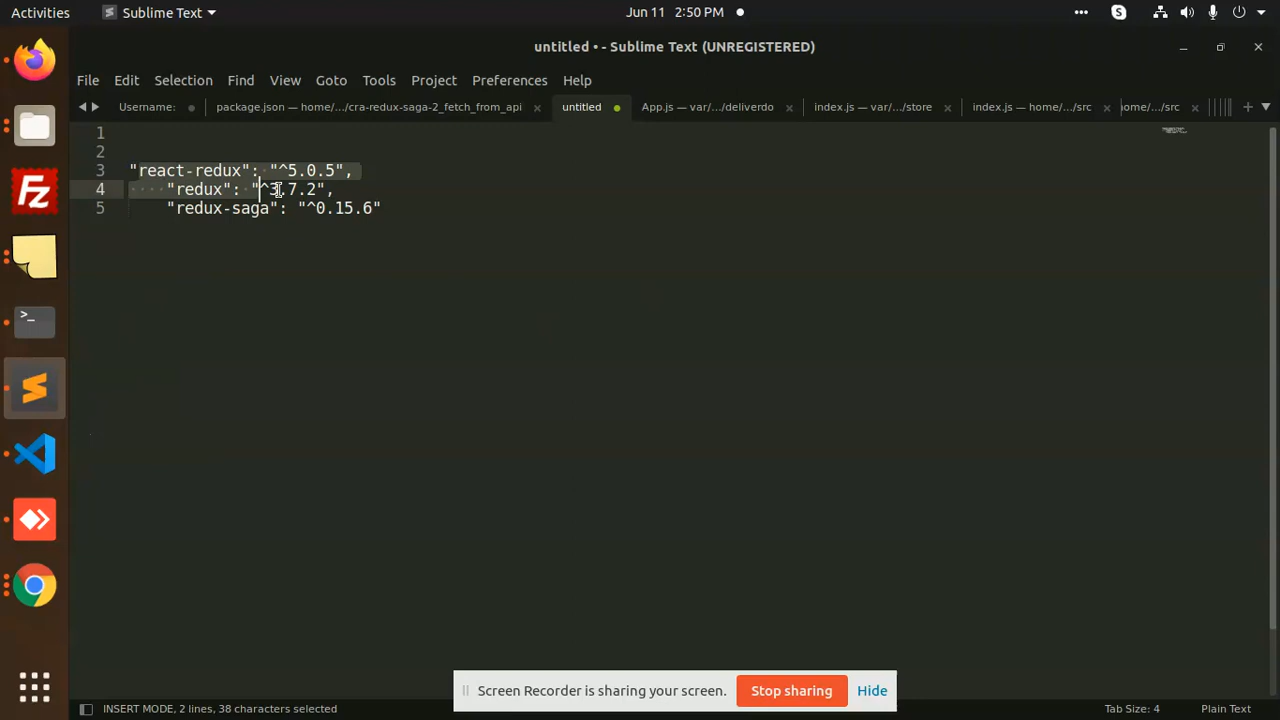 Activities
Sublime Text
Jun 11 2:50 PM
untitled • - Sublime Text (UNREGISTERED)
File Edit Selection Find View Goto Tools Project Preferences Help
Username: package.json — home/.../cra-redux-saga-2_fetch_from_api untitled App.js — var/.../deliverdo index.js — var/.../store index.js — home/.../src home/.../src
1
2
3 "react-redux": "^5.0.5",
4 "redux": "^3.7.2",
5 "redux-saga": "^0.15.6"
Screen Recorder is sharing your screen. Stop sharing Hide
INSERT MODE, 2 lines, 38 characters selected Tab Size: 4 Plain Text